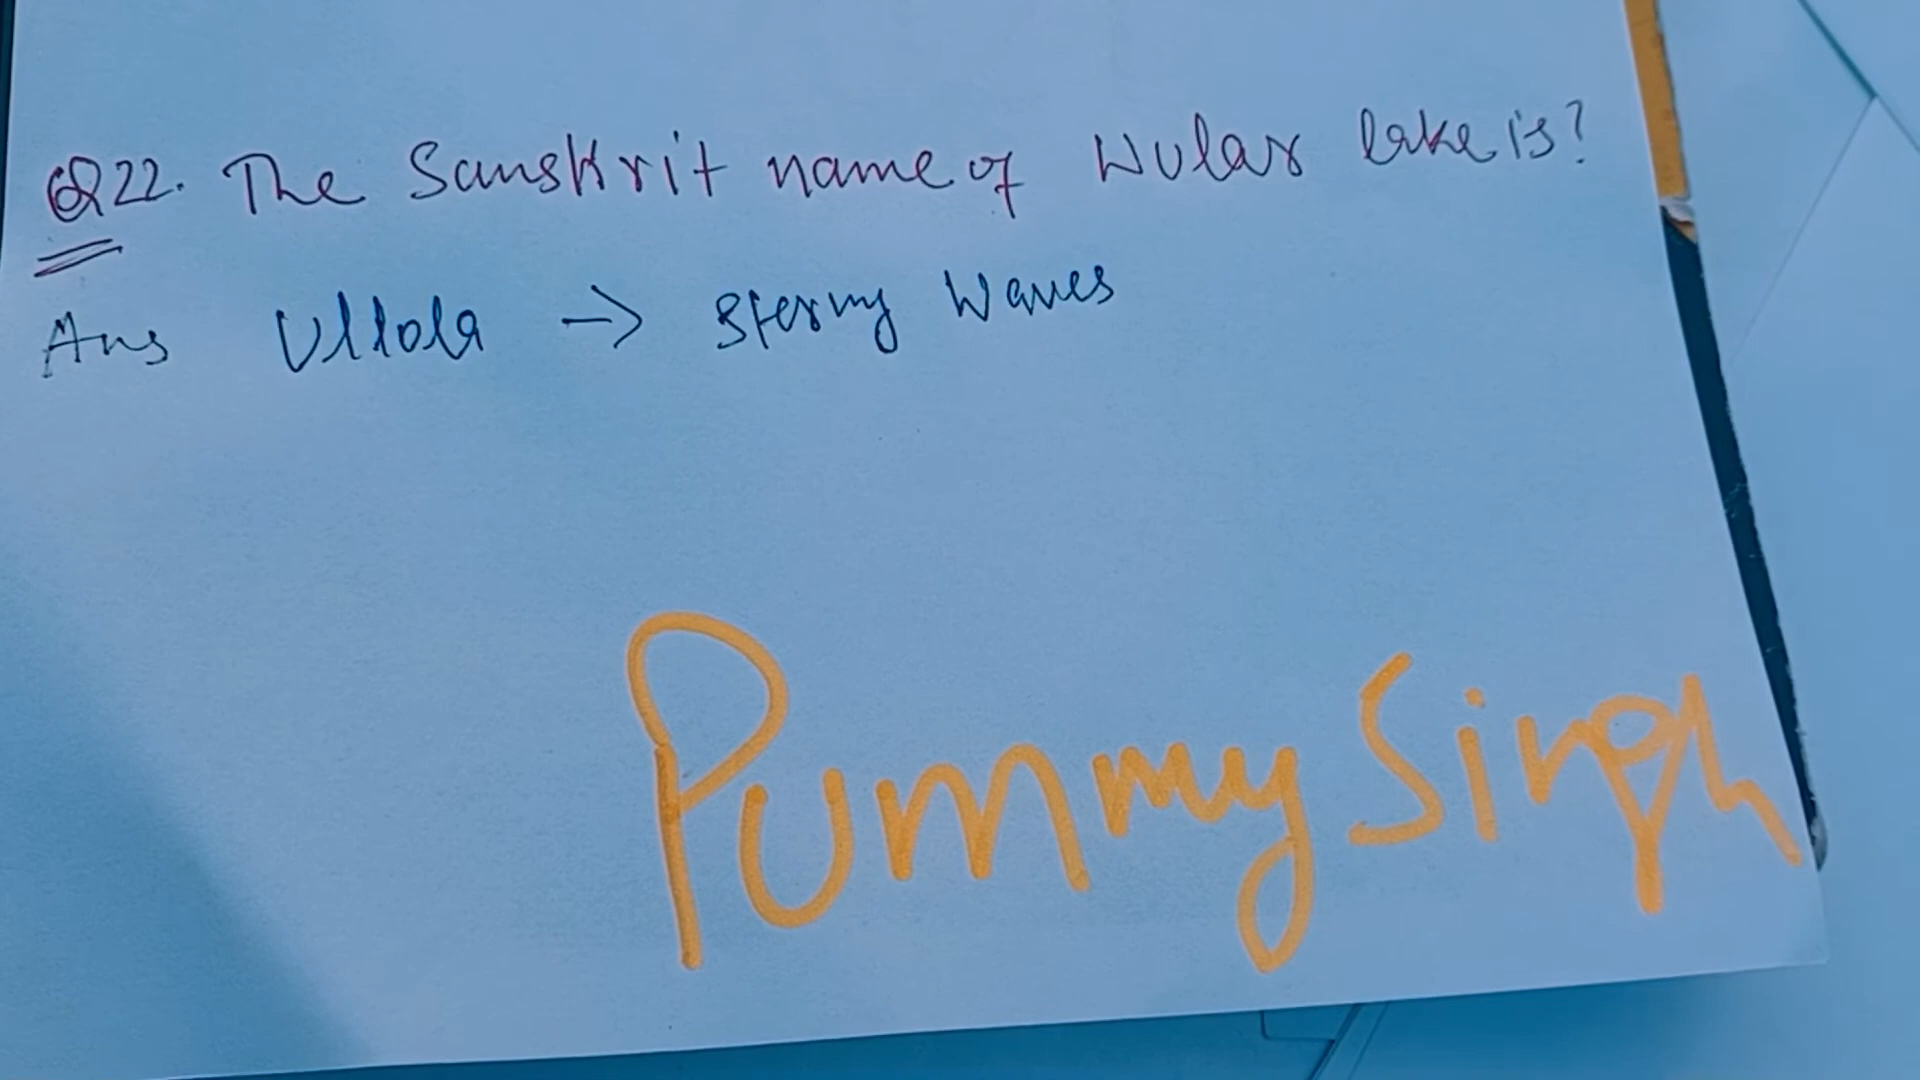 Q22. The Sanskrit name of Wular lake is?
Ans Ullola → Stormy Waves
Pummy Singh